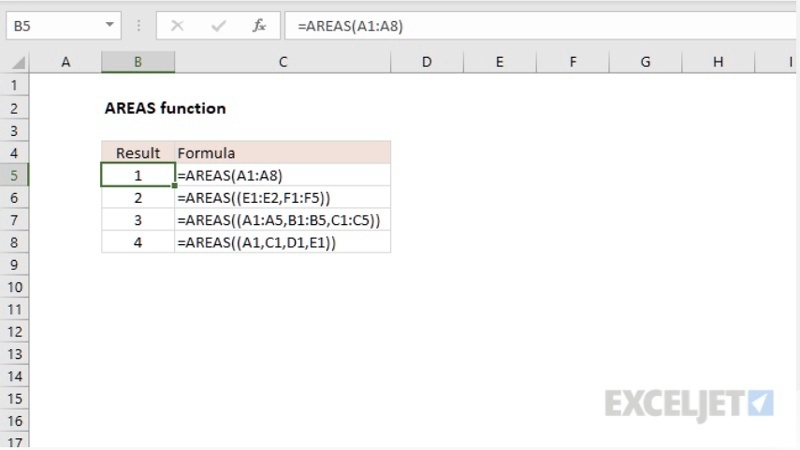 B5 fx =AREAS(A1:A8)
A B C D E F G H I
1
2 AREAS function
3
4 Result Formula
5 1 =AREAS(A1:A8)
6 2 =AREAS((E1:E2,F1:F5))
7 3 =AREAS((A1:A5,B1:B5,C1:C5))
8 4 =AREAS((A1,C1,D1,E1))
9
10
11
12
13
14
15
16
17
EXCELJET